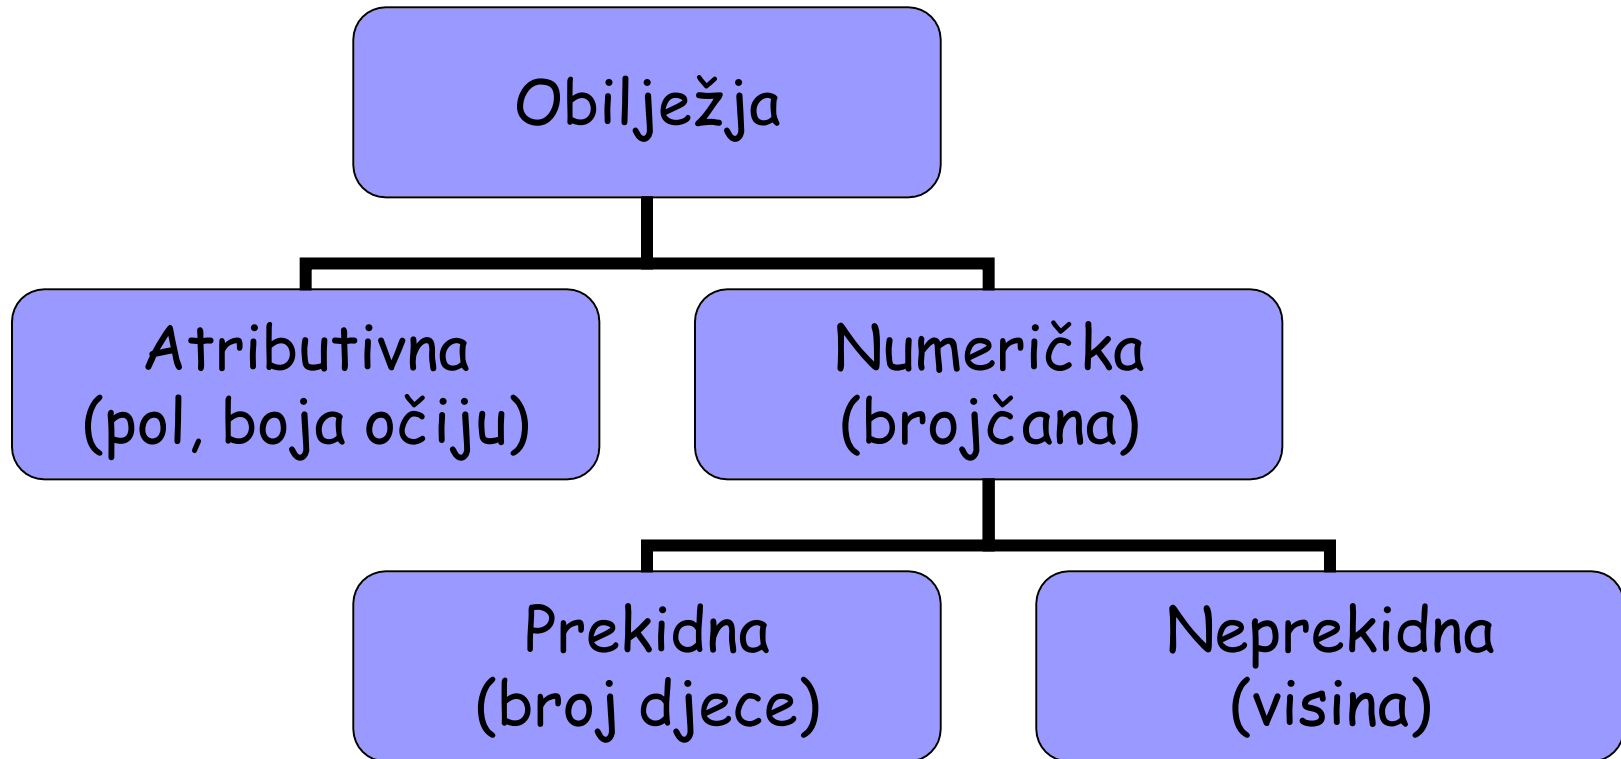 Obilježja
Atributivna
(pol, boja očiju)
Numerička
(brojčana)
Prekidna
(broj djece)
Neprekidna
(visina)